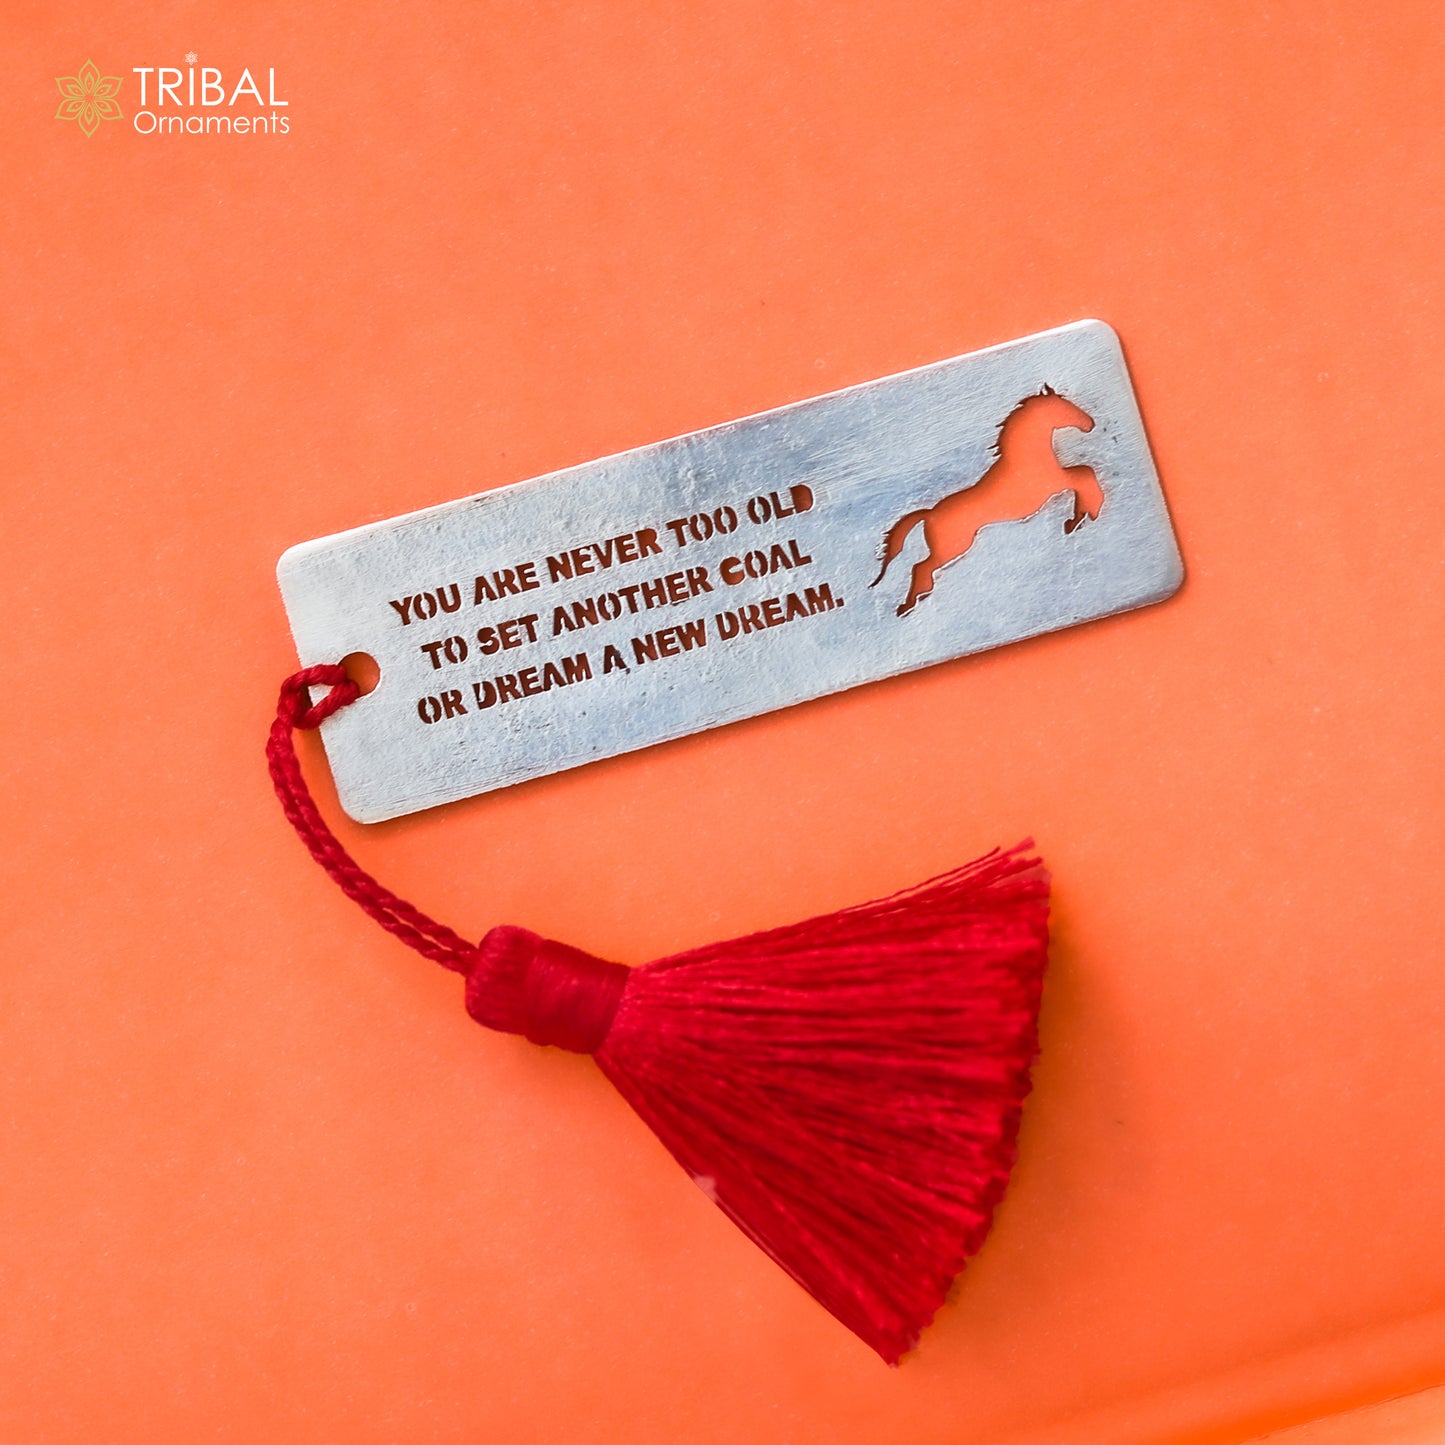 TRIBAL
Ornaments
YOU ARE NEVER TOO OLD
TO SET ANOTHER GOAL
OR DREAM A NEW DREAM.